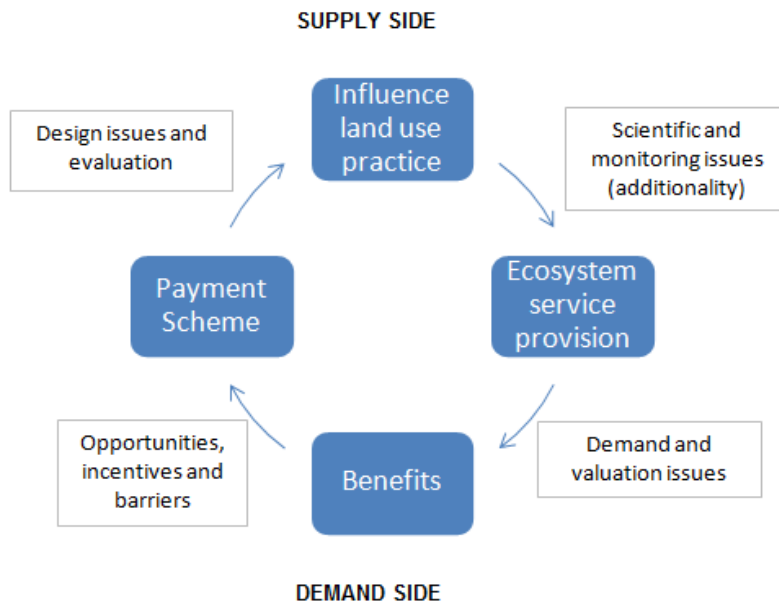 SUPPLY SIDE
Influence
land use
practice
Design issues and
evaluation
Scientific and
monitoring issues
(additionality)
Payment
Scheme
Ecosystem
service
provision
Opportunities,
incentives and
barriers
Benefits
Demand and
valuation issues
DEMAND SIDE